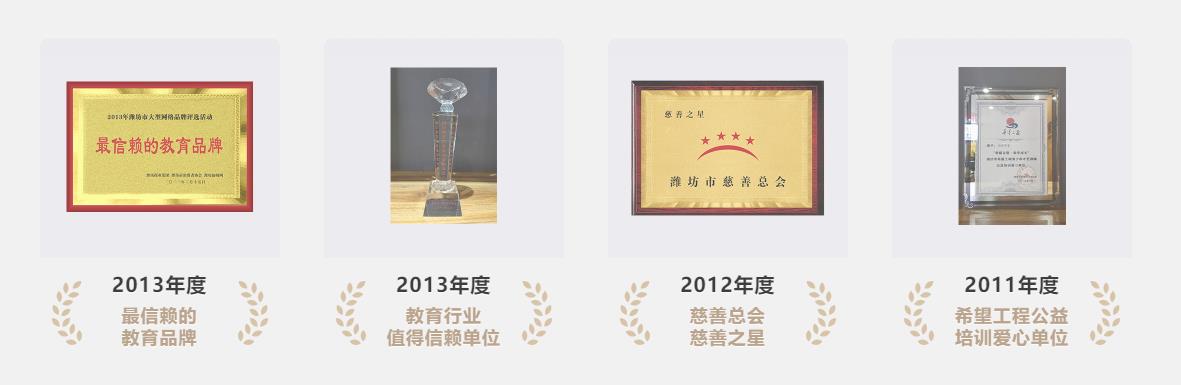 2013年潍坊市大型网络品牌评选活动
最信赖的教育品牌
慈善之星
潍坊市慈善总会
2013年度
最信赖的
教育品牌
2013年度
教育行业
值得信赖单位
2012年度
慈善总会
慈善之星
2011年度
希望工程公益
培训爱心单位